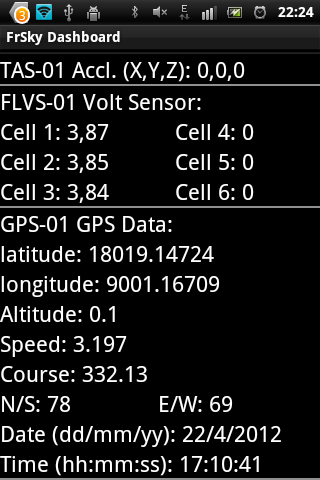 3 E 22:24
FrSky Dashboard
TAS-01 Accl. (X,Y,Z): 0,0,0
FLVS-01 Volt Sensor:
Cell 1: 3,87 Cell 4: 0
Cell 2: 3,85 Cell 5: 0
Cell 3: 3,84 Cell 6: 0
GPS-01 GPS Data:
latitude: 18019.14724
longitude: 9001.16709
Altitude: 0.1
Speed: 3.197
Course: 332.13
N/S: 78 E/W: 69
Date (dd/mm/yy): 22/4/2012
Time (hh:mm:ss): 17:10:41